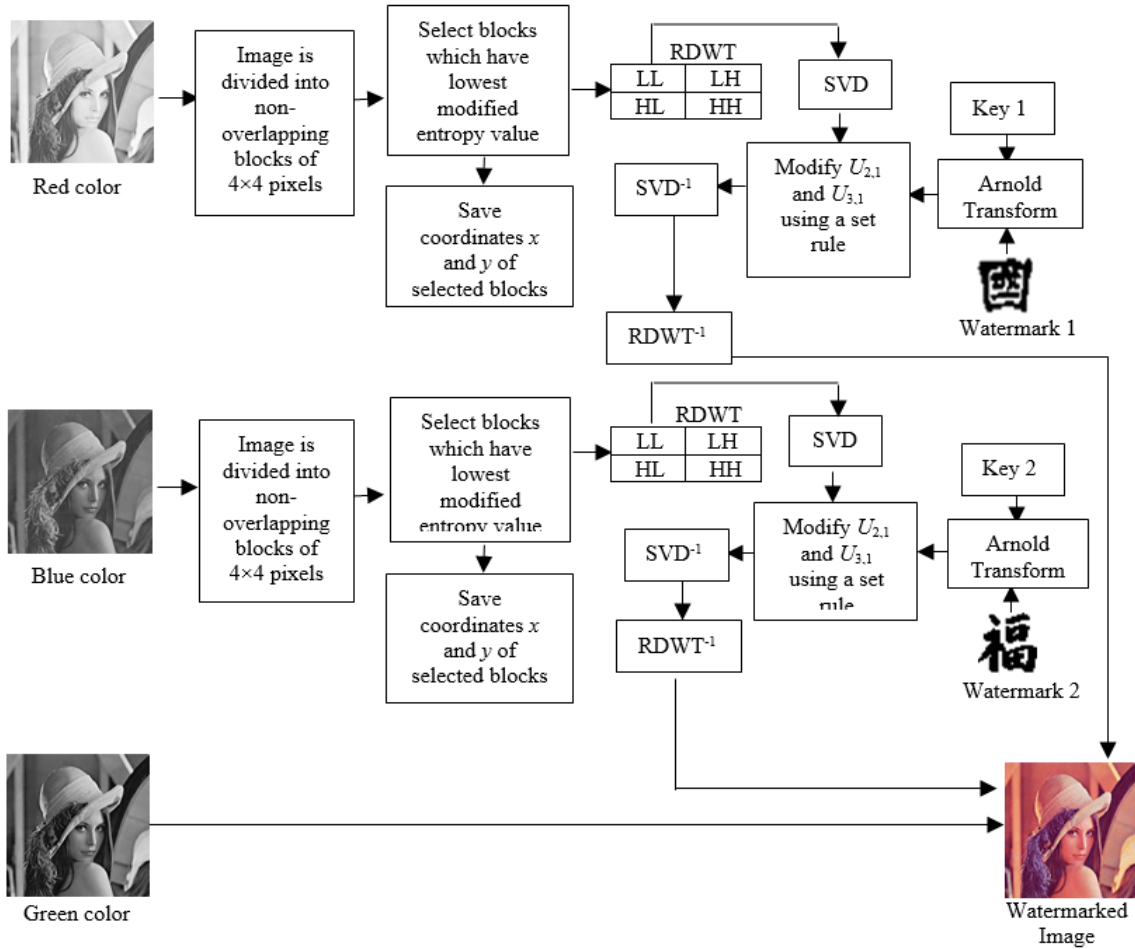 Red color
Image is
divided into
non-
overlapping
blocks of
4×4 pixels
Select blocks
which have
lowest
modified
entropy value
Save
coordinates x
and y of
selected blocks
RDWT
LL LH
HL HH
SVD
Modify U2,1
and U3,1
using a set
rule
SVD-1
RDWT-1
Key 1
Arnold
Transform
國
Watermark 1
Blue color
Image is
divided into
non-
overlapping
blocks of
4×4 pixels
Select blocks
which have
lowest
modified
entropy value
Save
coordinates x
and y of
selected blocks
RDWT
LL LH
HL HH
SVD
Modify U2,1
and U3,1
using a set
rule
SVD-1
RDWT-1
Key 2
Arnold
Transform
福
Watermark 2
Green color
Watermarked
Image